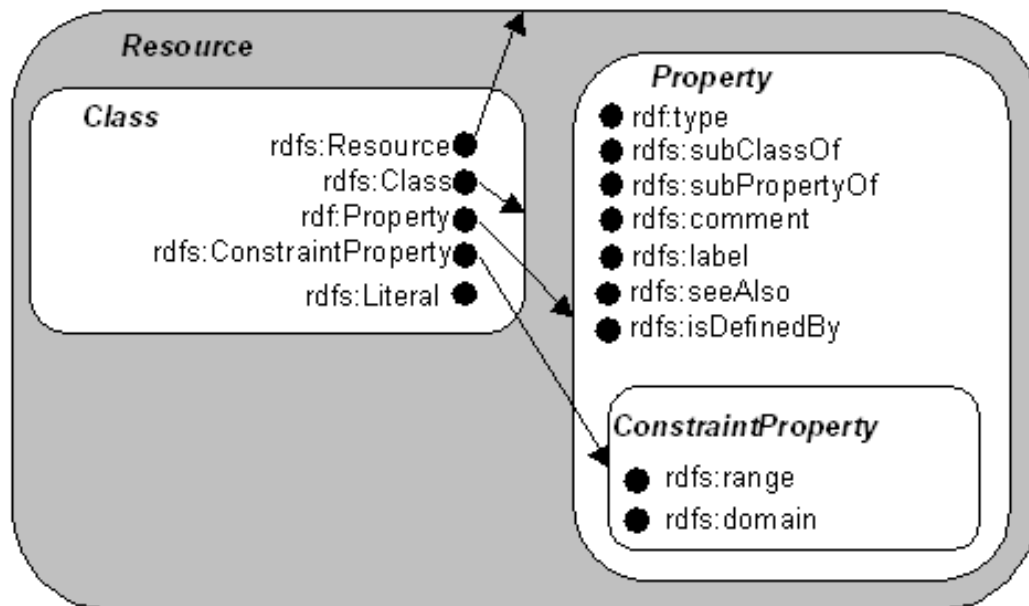 Resource
Class
rdfs:Resource
rdfs:Class
rdf:Property
rdfs:ConstraintProperty
rdfs:Literal
Property
rdf:type
rdfs:subClassOf
rdfs:subPropertyOf
rdfs:comment
rdfs:label
rdfs:seeAlso
rdfs:isDefinedBy
ConstraintProperty
rdfs:range
rdfs:domain